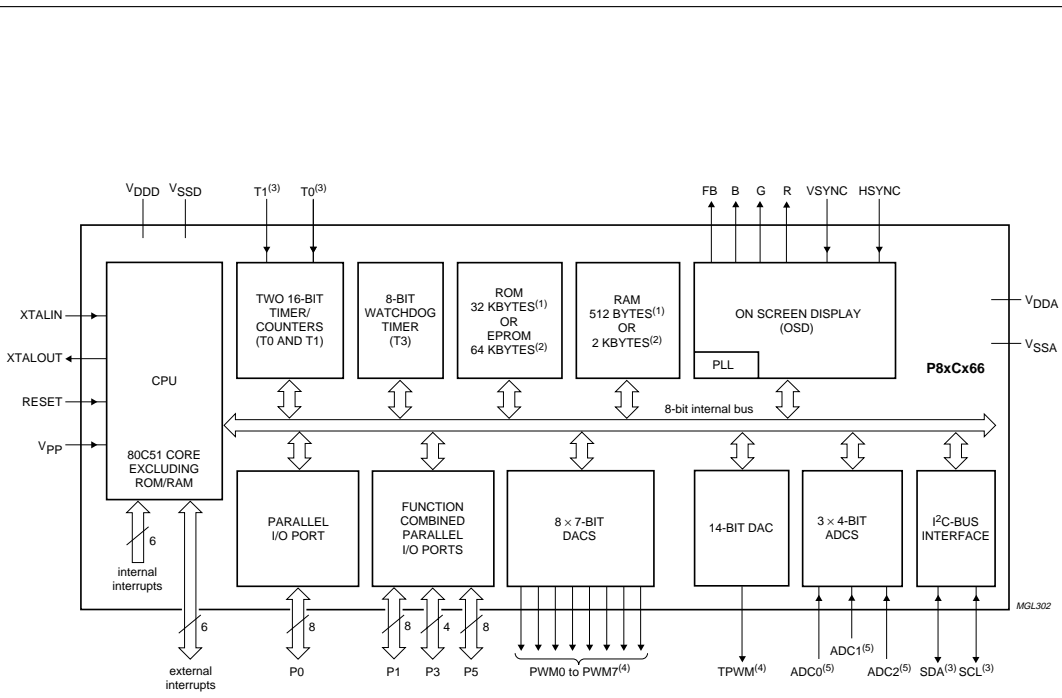 VDDD VSSD T1(3) T0(3) FB B G R VSYNC HSYNC
XTALIN
XTALOUT
RESET
VPP
CPU
80C51 CORE
EXCLUDING
ROM/RAM
TWO 16-BIT
TIMER/
COUNTERS
(T0 AND T1)
8-BIT
WATCHDOG
TIMER
(T3)
ROM
32 KBYTES(1)
OR
EPROM
64 KBYTES(2)
RAM
512 BYTES(1)
OR
2 KBYTES(2)
ON SCREEN DISPLAY
(OSD)
PLL
VDDA
VSSA
P8xCx66
8-bit internal bus
PARALLEL
I/O PORT
FUNCTION
COMBINED
PARALLEL
I/O PORTS
8 × 7-BIT
DACS
14-BIT DAC
3 × 4-BIT
ADCS
I2C-BUS
INTERFACE
6
internal
interrupts
6
external
interrupts
8
P0
8
P1
4
P3
8
P5
PWM0 to PWM7(4)
TPWM(4)
ADC0(5)
ADC1(5)
ADC2(5)
SDA(3) SCL(3)
MGL302